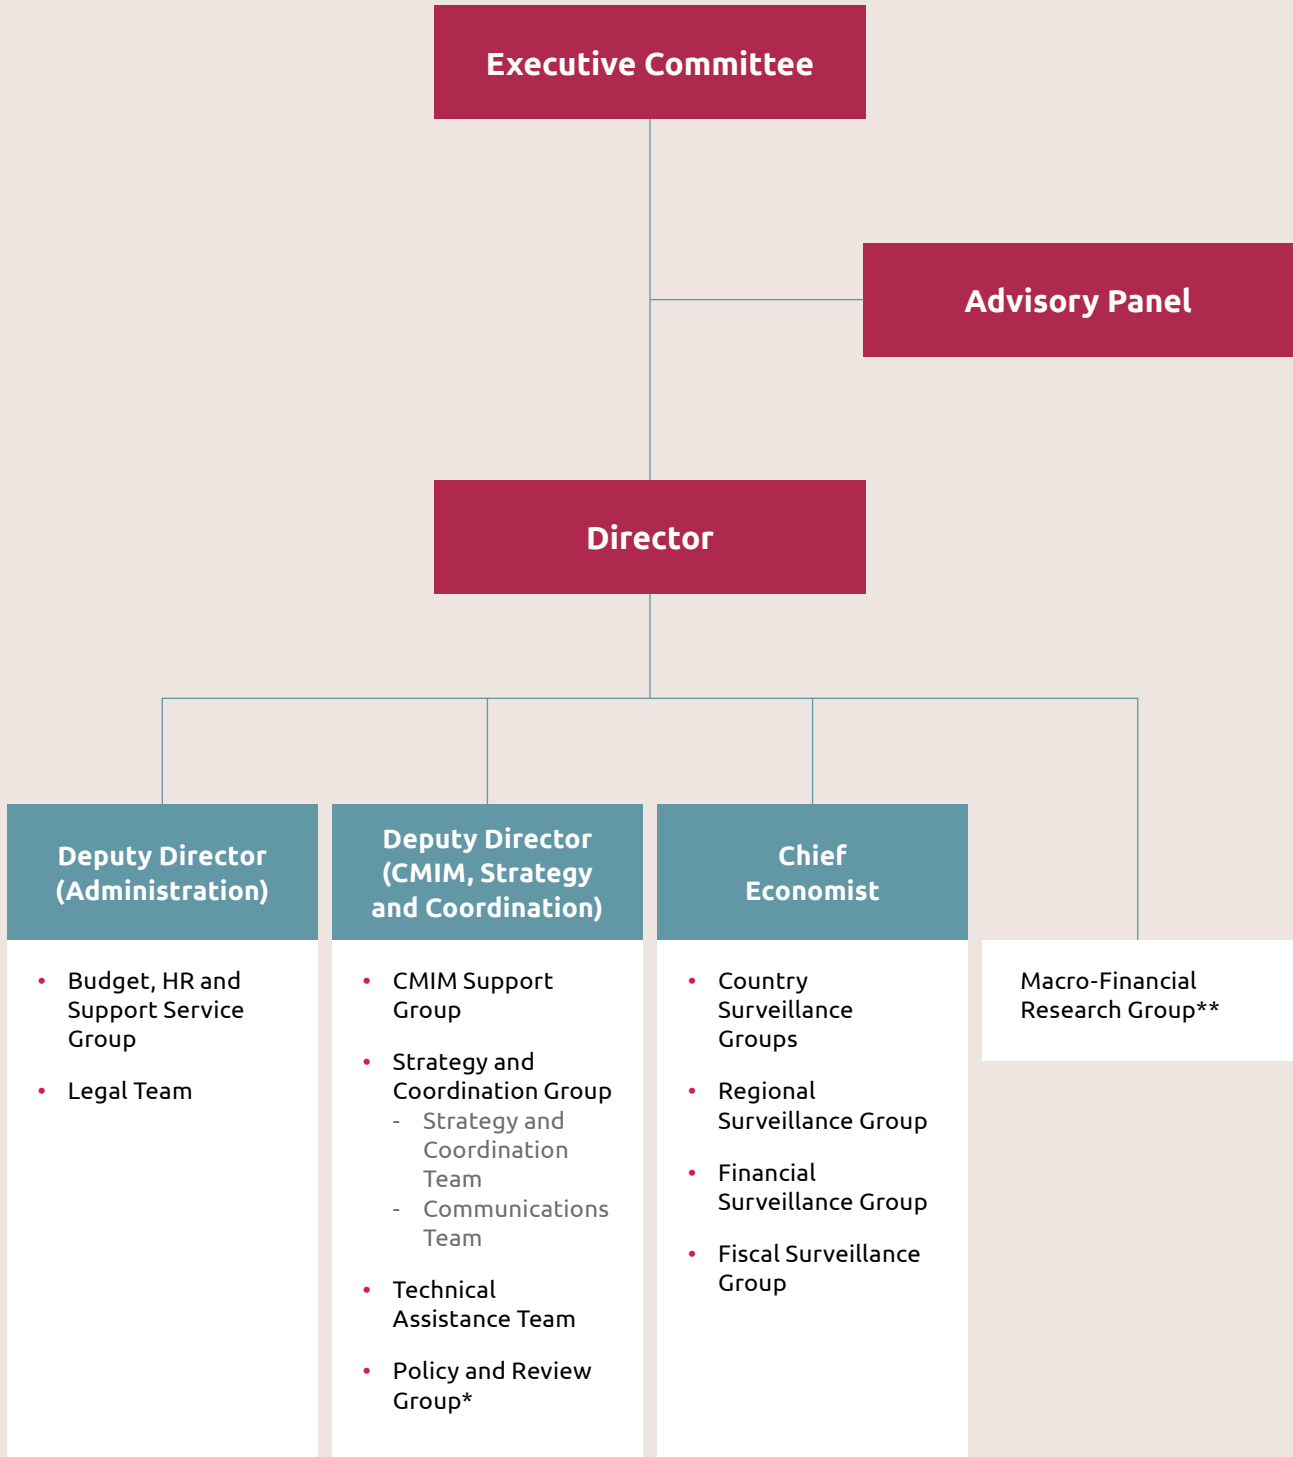 Executive Committee
Advisory Panel
Director
Deputy Director
(Administration)
• Budget, HR and
Support Service
Group
• Legal Team
Deputy Director
(CMIM, Strategy
and Coordination)
• CMIM Support
Group
• Strategy and
Coordination Group
- Strategy and
Coordination
Team
- Communications
Team
• Technical
Assistance Team
• Policy and Review
Group*
Chief
Economist
• Country
Surveillance
Groups
• Regional
Surveillance Group
• Financial
Surveillance Group
• Fiscal Surveillance
Group
Macro-Financial
Research Group**